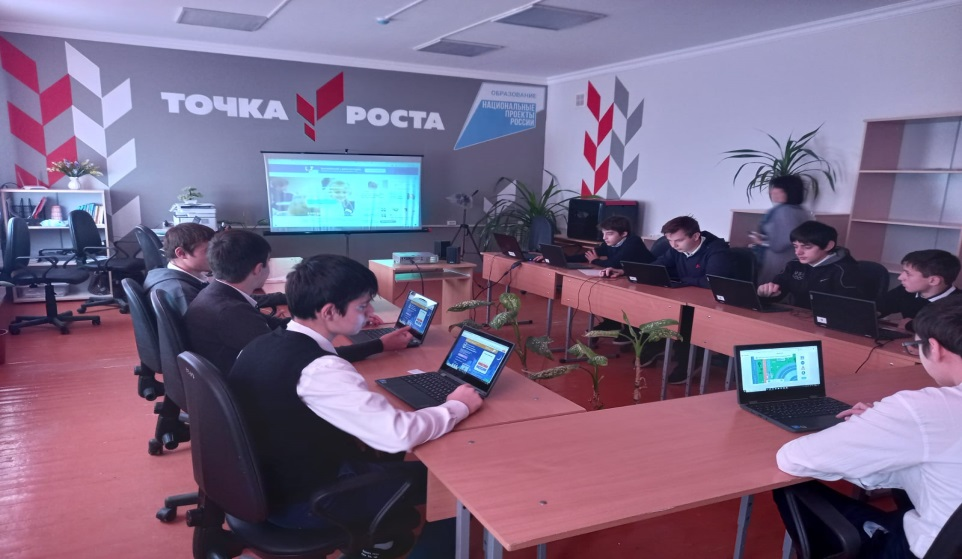 ТОЧКА РОСТА
ОБРАЗОВАНИЕ
НАЦИОНАЛЬНЫЕ
ПРОЕКТЫ
РОССИИ